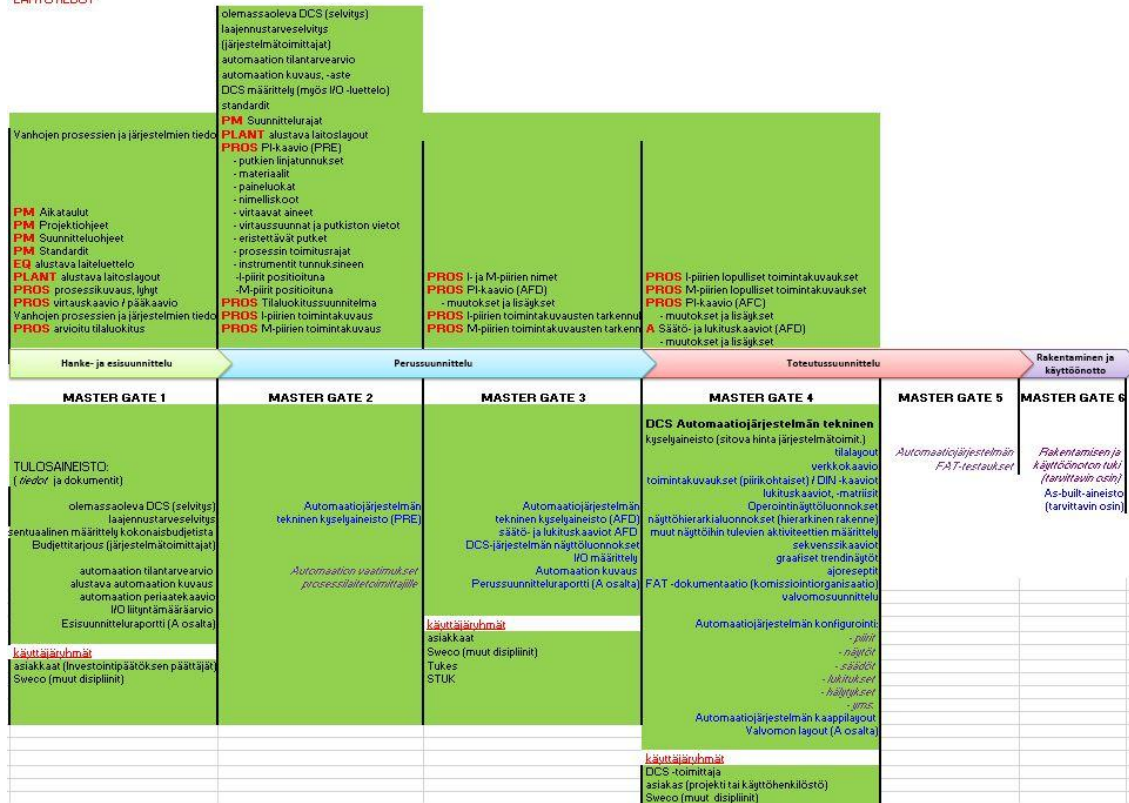 LÄHTÖTIEDOT
Vanhojen prosessien ja järjestelmien tiedo
PM Aikataulut
PM Projektiohjeet
PM Suunnitteluohjeet
PM Standardit
EQ alustava laiteluettelo
PLANT alustava laitoslayout
PROS prosessikuvaus, lyhyt
PROS virtauskaavio / pääkaavio
Vanhojen prosessien ja järjestelmien tiedo
PROS arvioitu tilaluokitus
olemassaoleva DCS (selvitys)
laajennustarveselvitys
(järjestelmätoimittajat)
automaation tilantarvearvio
automaation kuvaus, -aste
DCS määrittely (myös I/O -luettelo)
standardit
PM Suunnittelurajat
PLANT alustava laitoslayout
PROS PI-kaavio (PRE)
- putkien linjatunnukset
- materiaalit
- paineluokat
- nimelliskoot
- virtaavat aineet
- virtaussuunnat ja putkiston vietot
- eristettävät putket
- prosessin toimitusrajat
- instrumentit tunnuksineen
-I-piirit positioituna
-M-piirit positioituna
PROS Tilaluokitussuunnitelma
PROS I-piirien toimintakuvaus
PROS M-piirien toimintakuvaus
PROS I- ja M-piirien nimet
PROS PI-kaavio (AFD)
- muutokset ja lisäykset
PROS I-piirien toimintakuvausten tarkennul
PROS M-piirien toimintakuvausten tarkenn
PROS I-piirien lopulliset toimintakuvaukset
PROS M-piirien lopulliset toimintakuvaukset
PROS PI-kaavio (AFC)
- muutokset ja lisäykset
A Säätö- ja lukituskaaviot (AFD)
- muutokset ja lisäykset
Hanke- ja esisuunnittelu
Perussuunnittelu
Toteutussuunnittelu
Rakentaminen ja
käyttöönotto
MASTER GATE 1
MASTER GATE 2
MASTER GATE 3
MASTER GATE 4
MASTER GATE 5
MASTER GATE 6
TULOSAINEISTO:
( tiedot ja dokumentit)
olemassaoleva DCS (selvitys)
laajennustarveselvitys
sentuaalinen määrittely kokonaisbudjetista
Budjettitarjous (järjestelmätoimittajat)
automaation tilantarvearvio
alustava automaation kuvaus
automaation periaatekaavio
I/O liityntämääräarvio
Esisuunnitteluraportti (A osalta)
käyttäjäryhmät
asiakkaat (Investointipäätöksen päättäjät)
Sweco (muut disipliinit)
Automaatiojärjestelmän
tekninen kyselyaineisto (PRE)
Automaation vaatimukset
prosessilaitetoimittajille
Automaatiojärjestelmän
tekninen kyselyaineisto (AFD)
säätö- ja lukituskaaviot AFD
DCS-järjestelmän näyttöluonnokset
I/O määrittely
Automaation kuvaus
Perussuunnitteluraportti (A osalta)
käyttäjäryhmät
asiakkaat
Sweco (muut disipliinit)
Tukes
STUK
DCS Automaatiojärjestelmän tekninen
kyselyaineisto (sitova hinta järjestelmätoimit.)
tilalayout
verkkokaavio
toimintakuvaukset (piirikohtaiset) / DIN -kaaviot
lukituskaaviot, -matriisit
Operointinäyttöluonnokset
näyttöhierarkialuonnokset (hierarkinen rakenne)
muut näyttöihin tulevien aktiviteettien määrittely
sekvenssikaaviot
graafiset trendinäytöt
ajoreseptit
FAT -dokumentaatio (komissiointiorganisaatio)
valvomosuunnittelu
Automaatiojärjestelmän konfigurointi:
- piirit
- näytöt
- säädöt
- lukitukset
- hälytykset
- yms.
Automaatiojärjestelmän kaappilayout
Valvomon layout (A osalta)
käyttäjäryhmät
DCS -toimittaja
asiakas (projekti tai käyttöhenkilöstö)
Sweco (muut disipliinit)
Automaatiojärjestelmän
FAT-testaukset
Rakentamisen ja
käyttöönoton tuki
(tarvittavin osin)
As-built-aineisto
(tarvittavin osin)